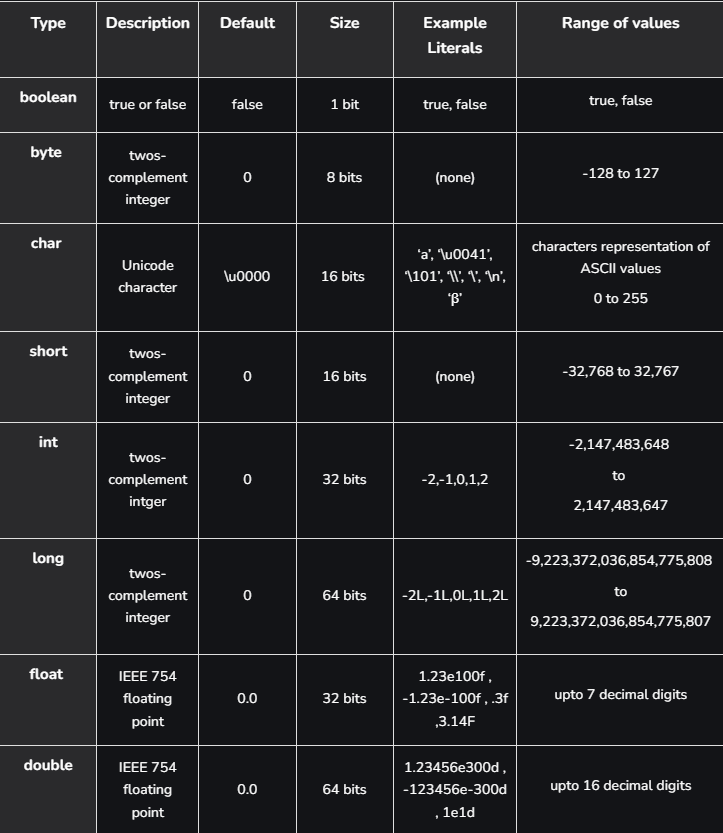 Type Description Default Size Example Literals Range of values
boolean true or false false 1 bit true, false true, false
byte twos-complement integer 0 8 bits (none) -128 to 127
char Unicode character \u0000 16 bits ‘a’, ‘\u0041’, ‘\101’, ‘\\’, ‘\’, ‘\n’, ‘β’ characters representation of ASCII values 0 to 255
short twos-complement integer 0 16 bits (none) -32,768 to 32,767
int twos-complement intger 0 32 bits -2,-1,0,1,2 -2,147,483,648 to 2,147,483,647
long twos-complement integer 0 64 bits -2L,-1L,0L,1L,2L -9,223,372,036,854,775,808 to 9,223,372,036,854,775,807
float IEEE 754 floating point 0.0 32 bits 1.23e100f , -1.23e-100f , .3f ,3.14F upto 7 decimal digits
double IEEE 754 floating point 0.0 64 bits 1.23456e300d , -123456e-300d , 1e1d upto 16 decimal digits